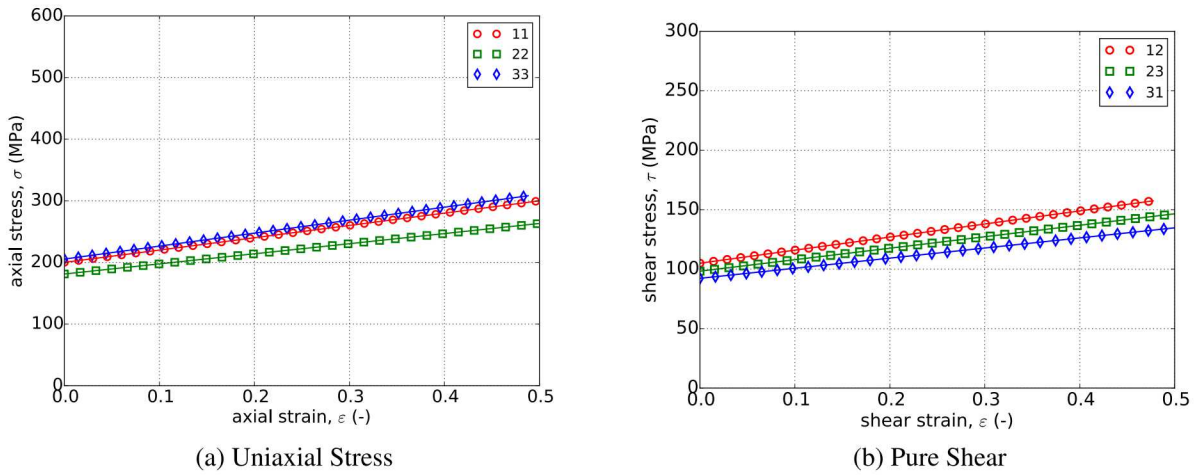 600
500
400
300
200
100
0
0.0 0.1 0.2 0.3 0.4 0.5
axial stress, σ (MPa)
axial strain, ε (-)
11
22
33
(a) Uniaxial Stress
300
250
200
150
100
50
0
0.0 0.1 0.2 0.3 0.4 0.5
shear stress, τ (MPa)
shear strain, ε (-)
12
23
31
(b) Pure Shear